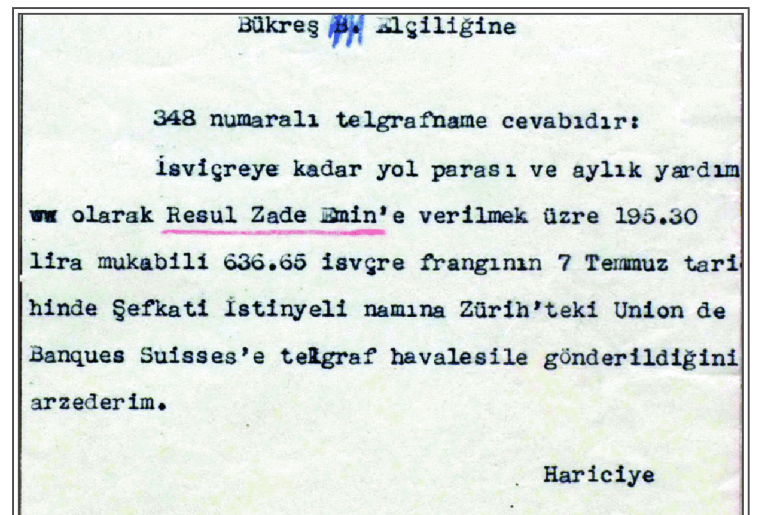 Bükreş B. Elçiliğine
348 numaralı telgrafname cevabıdır:
İsviçreye kadar yol parası ve aylık yardım
olarak Resul Zade Emin'e verilmek üzre 195.30
lira mukabili 636.65 isvçre frangının 7 Temmuz tari
hinde Şefkati İstinyeli namına Zürih'teki Union de
Banques Suisses'e telgraf havalesile gönderildiğini
arzederim.
Hariciye